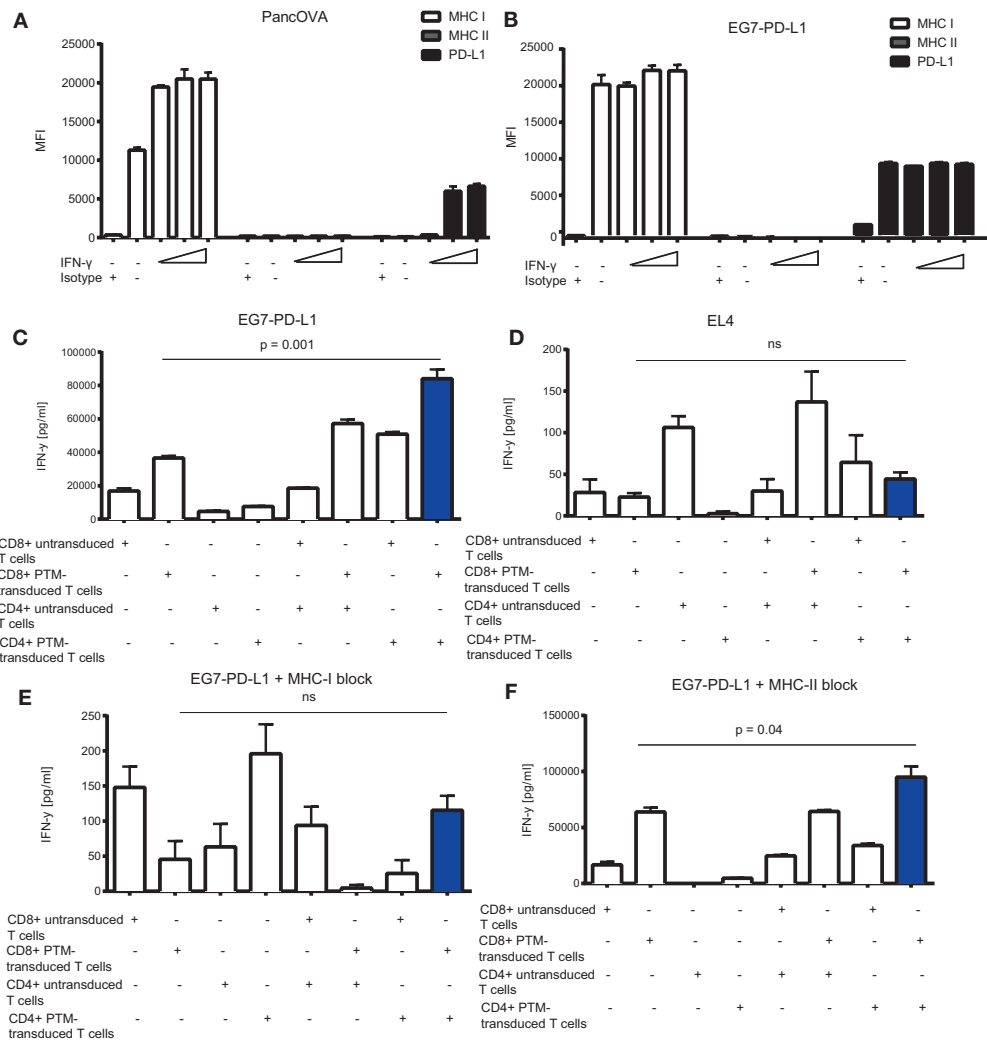 A
PancOVA
MHC I
MHC II
PD-L1
25000
20000
15000
10000
5000
0
MFI
IFN-γ - - - - - -
Isotype + - + - + -
B
EG7-PD-L1
MHC I
MHC II
PD-L1
25000
20000
15000
10000
5000
0
MFI
IFN-γ - - - - - -
Isotype + - + - + -
C
EG7-PD-L1
p = 0.001
100000
80000
60000
40000
20000
0
IFN-y [pg/ml]
CD8+ untransduced + - - - + - + -
T cells
CD8+ PTM- - + - - - + - +
transduced T cells
CD4+ untransduced - - + - + + - -
T cells
CD4+ PTM- - - - + - - + +
transduced T cells
D
EL4
ns
200
150
100
50
0
IFN-y [pg/ml]
CD8+ untransduced + - - - + - + -
T cells
CD8+ PTM- - + - - - + - +
transduced T cells
CD4+ untransduced - - + - + + - -
T cells
CD4+ PTM- - - - + - - + +
transduced T cells
E
EG7-PD-L1 + MHC-I block
ns
250
200
150
100
50
0
IFN-y [pg/ml]
CD8+ untransduced + - - - + - + -
T cells
CD8+ PTM- - + - - - + - +
transduced T cells
CD4+ untransduced - - + - + + - -
T cells
CD4+ PTM- - - - + - - + +
transduced T cells
F
EG7-PD-L1 + MHC-II block
p = 0.04
150000
100000
50000
0
IFN-y [pg/ml]
CD8+ untransduced + - - - + - + -
T cells
CD8+ PTM- - + - - - + - +
transduced T cells
CD4+ untransduced - - + - + + - -
T cells
CD4+ PTM- - - - + - - + +
transduced T cells